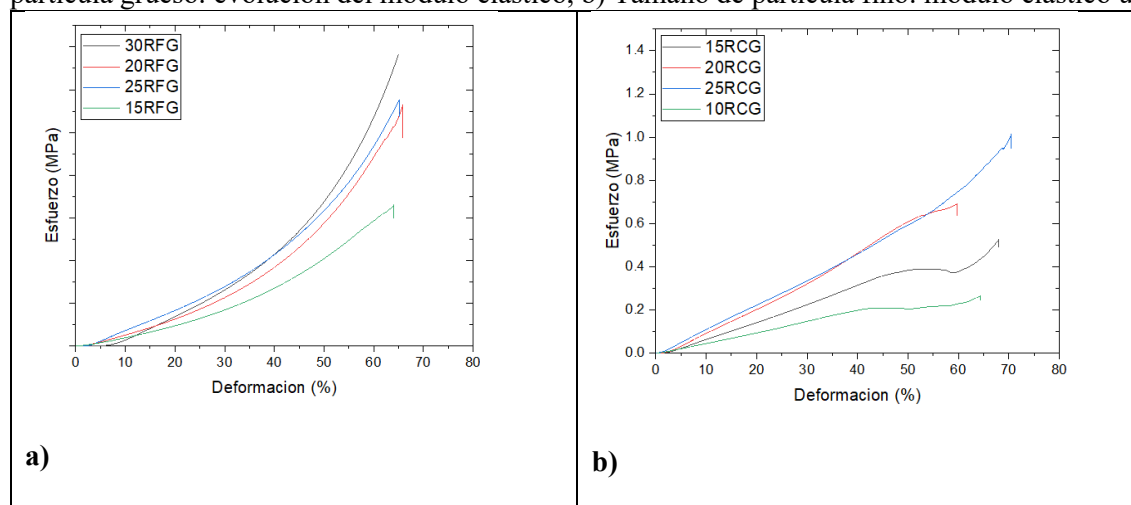 partícula grueso: evolución del módulo elástico; b) Tamaño de partícula fino: módulo elástico
30RFG
20RFG
25RFG
15RFG
Esfuerzo (MPa)
0 10 20 30 40 50 60 70 80
Deformacion (%)
a)
15RCG
20RCG
25RCG
10RCG
1.4
1.2
1.0
0.8
0.6
0.4
0.2
0.0
Esfuerzo (MPa)
0 10 20 30 40 50 60 70 80
Deformacion (%)
b)